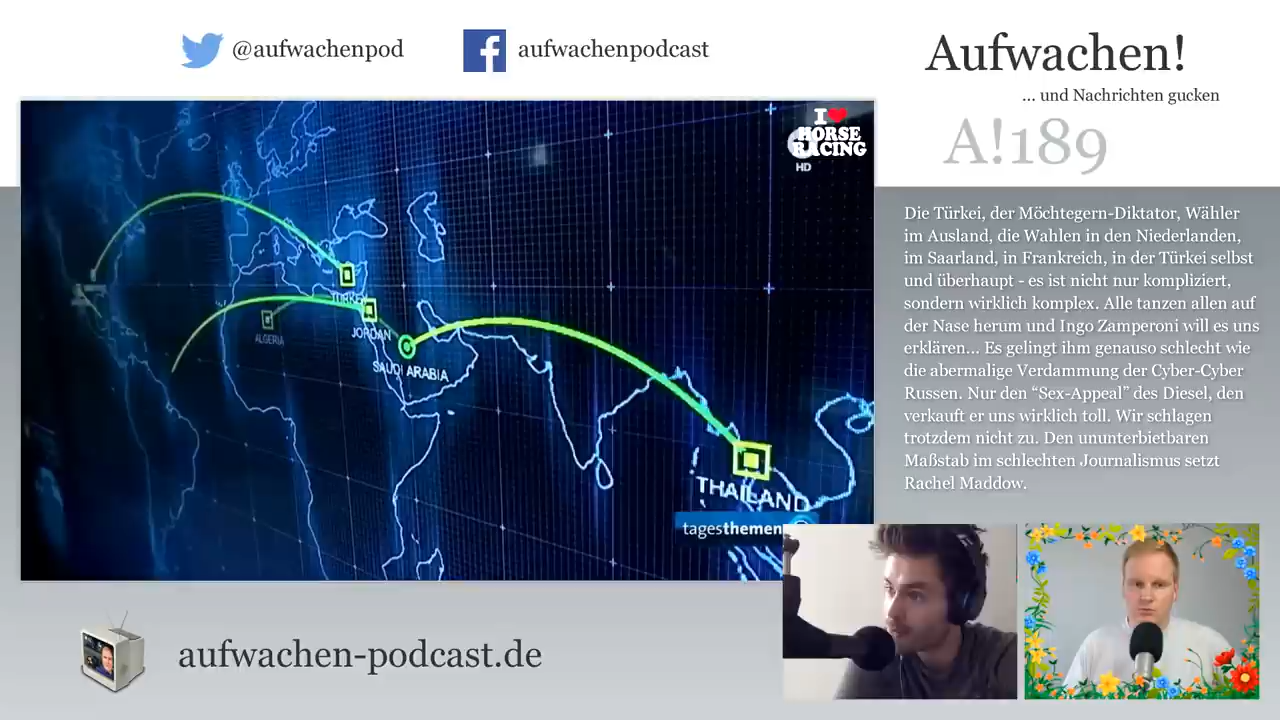 @aufwachenpod
aufwachenpodcast
Aufwachen!
... und Nachrichten gucken
A!189
I
HORSE
RACING
HD
TURKEY
ALGERIA
JORDAN
SAUDI ARABIA
THAILAND
tagesthemen
Die Türkei, der Möchtegern-Diktator, Wähler
im Ausland, die Wahlen in den Niederlanden,
im Saarland, in Frankreich, in der Türkei selbst
und überhaupt - es ist nicht nur kompliziert,
sondern wirklich komplex. Alle tanzen allen auf
der Nase herum und Ingo Zamperoni will es uns
erklären... Es gelingt ihm genauso schlecht wie
die abermalige Verdammung der Cyber-Cyber
Russen. Nur den “Sex-Appeal” des Diesel, den
verkauft er uns wirklich toll. Wir schlagen
trotzdem nicht zu. Den ununterbietbaren
Maßstab im schlechten Journalismus setzt
Rachel Maddow.
aufwachen-podcast.de